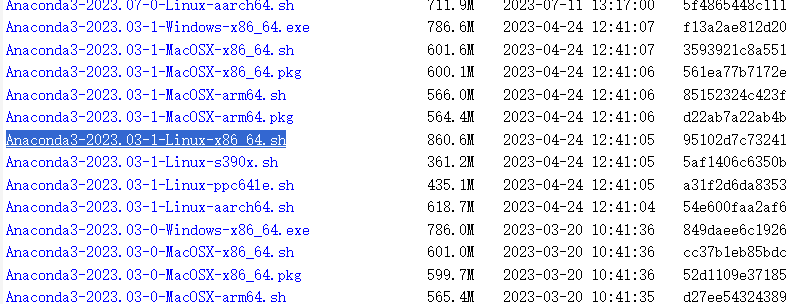 Anaconda3-2023.07-0-Linux-aarch64.sh 711.9M 2023-07-11 13:17:00 5f4865448c111
Anaconda3-2023.03-1-Windows-x86_64.exe 786.6M 2023-04-24 12:41:07 f13a2ae812d20
Anaconda3-2023.03-1-MacOSX-x86_64.sh 601.6M 2023-04-24 12:41:07 3593921c8a551
Anaconda3-2023.03-1-MacOSX-x86_64.pkg 600.1M 2023-04-24 12:41:06 561ea77b7172e
Anaconda3-2023.03-1-MacOSX-arm64.sh 566.0M 2023-04-24 12:41:06 85152324c423f
Anaconda3-2023.03-1-MacOSX-arm64.pkg 564.4M 2023-04-24 12:41:06 d22ab7a22ab4b
Anaconda3-2023.03-1-Linux-x86_64.sh 860.6M 2023-04-24 12:41:05 95102d7c73241
Anaconda3-2023.03-1-Linux-s390x.sh 361.2M 2023-04-24 12:41:05 5af1406c6350b
Anaconda3-2023.03-1-Linux-ppc64le.sh 435.1M 2023-04-24 12:41:05 a31f2d6da8353
Anaconda3-2023.03-1-Linux-aarch64.sh 618.7M 2023-04-24 12:41:04 54e600faa2af6
Anaconda3-2023.03-0-Windows-x86_64.exe 786.0M 2023-03-20 10:41:36 849daee6c1926
Anaconda3-2023.03-0-MacOSX-x86_64.sh 601.0M 2023-03-20 10:41:36 cc37b1eb85bdc
Anaconda3-2023.03-0-MacOSX-x86_64.pkg 599.7M 2023-03-20 10:41:36 52d1109e37185
Anaconda3-2023.03-0-MacOSX-arm64.sh 565.4M 2023-03-20 10:41:35 d27ee54324389